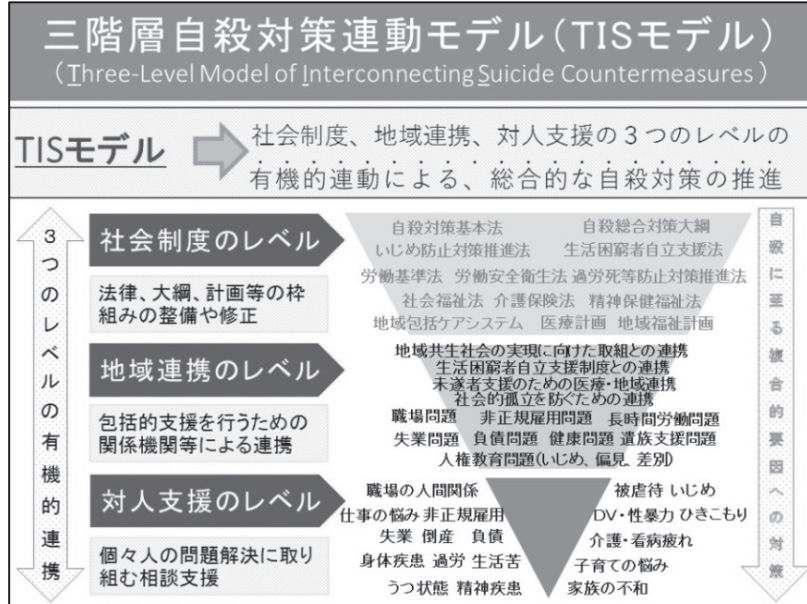 三階層自殺対策連動モデル(TISモデル)
(Three-Level Model of Interconnecting Suicide Countermeasures)
TISモデル
社会制度、地域連携、対人支援の3つのレベルの
有機的連動による、総合的な自殺対策の推進
3つのレベルの有機的連携
社会制度のレベル
法律、大綱、計画等の枠
組みの整備や修正
自殺対策基本法 自殺総合対策大綱
いじめ防止対策推進法 生活困窮者自立支援法
労働基準法 労働安全衛生法 過労死等防止対策推進法
社会福祉法 介護保険法 精神保健福祉法
地域包括ケアシステム 医療計画 地域福祉計画
地域連携のレベル
包括的支援を行うための
関係機関等による連携
地域共生社会の実現に向けた取組との連携
生活困窮者自立支援制度との連携
未遂者支援のための医療・地域連携
社会的孤立を防ぐための連携
職場問題 非正規雇用問題 長時間労働問題
失業問題 負債問題 健康問題 遺族支援問題
人権教育問題(いじめ、偏見、差別)
対人支援のレベル
個々人の問題解決に取り
組む相談支援
職場の人間関係 被虐待 いじめ
仕事の悩み 非正規雇用 DV・性暴力 ひきこもり
失業 倒産 負債 介護・看病疲れ
身体疾患 過労 生活苦 子育ての悩み
うつ状態 精神疾患 家族の不和
自殺に至る複合的要因への対策